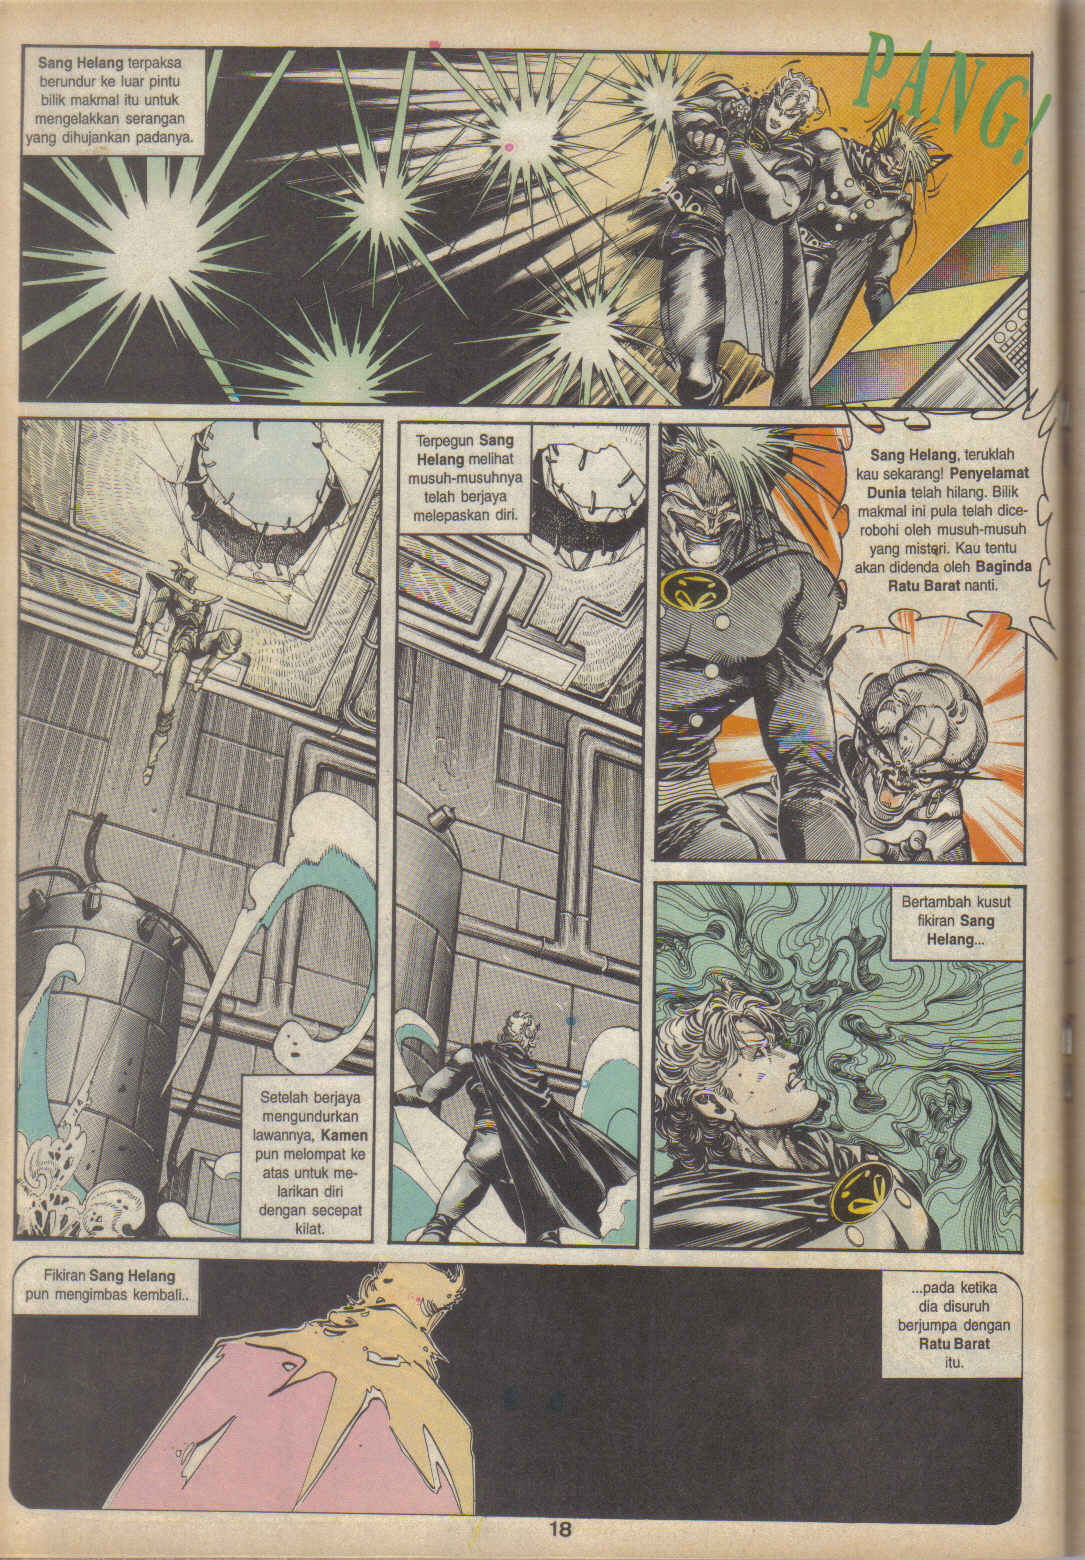 Sang Helang terpaksa
berundur ke luar pintu
bilik makmal itu untuk
mengelakkan serangan
yang dihujankan padanya.
PANG!
Setelah berjaya
mengundurkan
lawannya, Kamen
pun melompat ke
atas untuk me-
larikan diri
dengan secepat
kilat.
Terpegun Sang
Helang melihat
musuh-musuhnya
telah berjaya
melepaskan diri.
Sang Helang, teruklah
kau sekarang! Penyelamat
Dunia telah hilang. Bilik
makmal ini pula telah dice-
robohi oleh musuh-musuh
yang misteri. Kau tentu
akan didenda oleh Baginda
Ratu Barat nanti.
Bertambah kusut
fikiran Sang
Helang...
Fikiran Sang Helang
pun mengimbas kembali..
...pada ketika
dia disuruh
berjumpa dengan
Ratu Barat
itu.
18